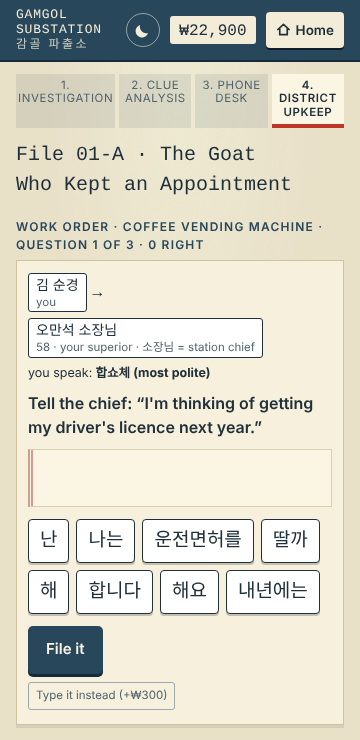 GAMGOL
SUBSTATION
감골 파출소
₩22,900
Home
1.
INVESTIGATION
2. CLUE
ANALYSIS
3. PHONE
DESK
4.
DISTRICT
UPKEEP
File 01-A · The Goat
Who Kept an Appointment
WORK ORDER · COFFEE VENDING MACHINE ·
QUESTION 1 OF 3 · 0 RIGHT
김 순경
you
→
오만석 소장님
58 · your superior · 소장님 = station chief
you speak: 합쇼체 (most polite)
Tell the chief: “I'm thinking of getting
my driver's licence next year.”
난 나는 운전면허를 딸까
해 합니다 해요 내년에는
File it
Type it instead (+₩300)